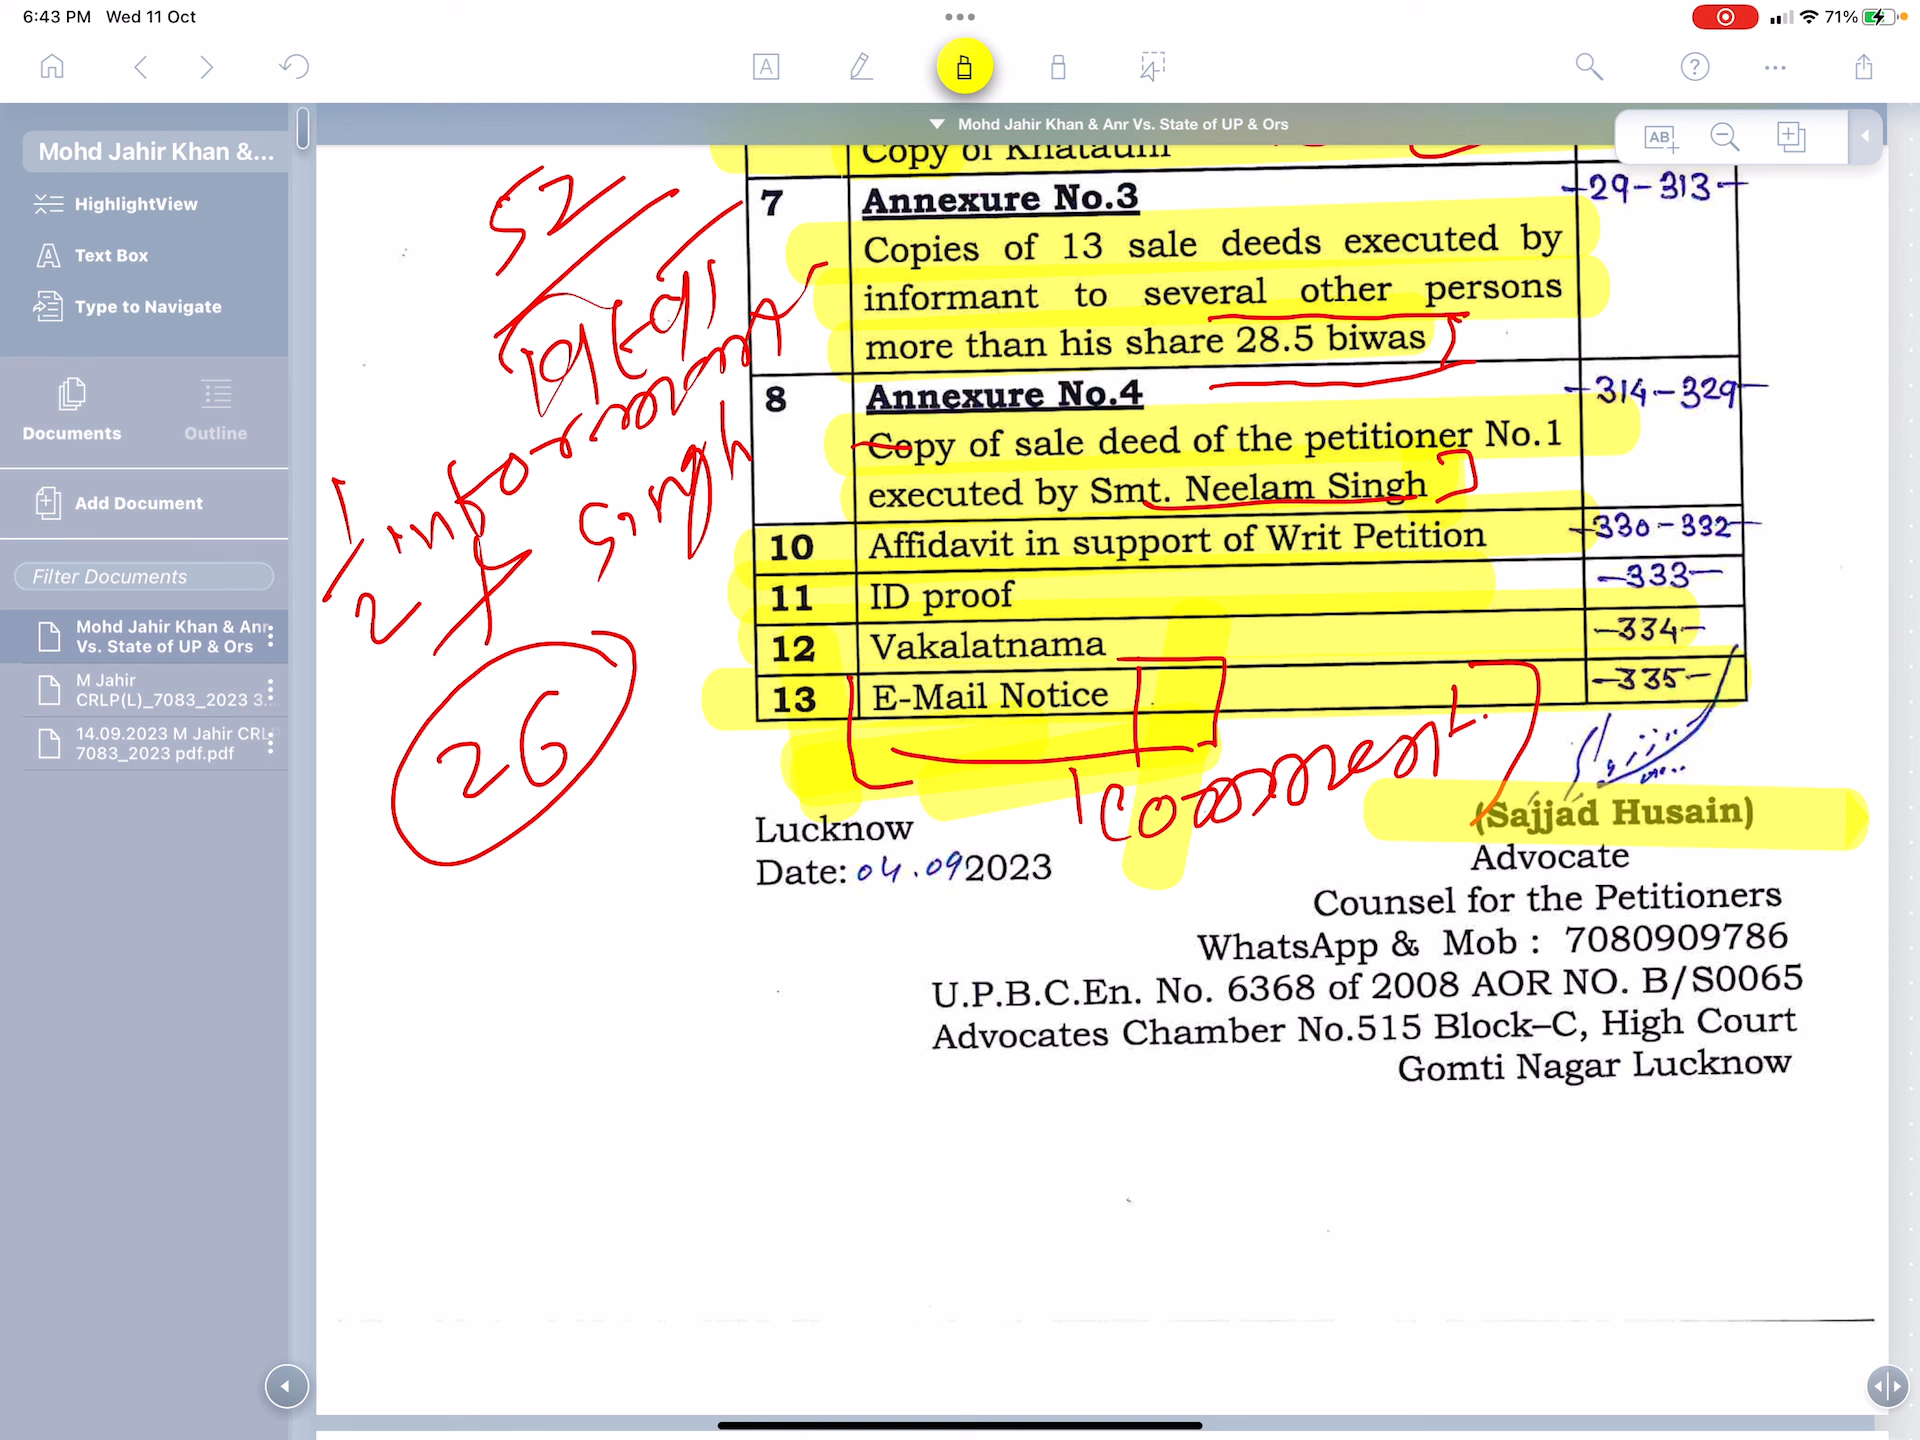 6:43 PM Wed 11 Oct
71%
Mohd Jahir Khan & Anr Vs. State of UP & Ors
Mohd Jahir Khan &...
HighlightView
Text Box
Type to Navigate
Documents
Outline
Add Document
Filter Documents
Mohd Jahir Khan & Anr
Vs. State of UP & Ors
M Jahir
CRLP(L)_7083_2023 3...
14.09.2023 M Jahir CRLP
7083_2023 pdf.pdf
Copy of Khatauni
7 Annexure No.3 -29-313-
Copies of 13 sale deeds executed by
informant to several other persons
more than his share 28.5 biwas
8 Annexure No.4 -314-329-
Copy of sale deed of the petitioner No.1
executed by Smt. Neelam Singh
10 Affidavit in support of Writ Petition -330-332-
11 ID proof -333-
12 Vakalatnama -334-
13 E-Mail Notice -335-
52
informant
1/2
Singh
26
comment
Lucknow
Date: 04.092023
(Sajjad Husain)
Advocate
Counsel for the Petitioners
WhatsApp & Mob : 7080909786
U.P.B.C.En. No. 6368 of 2008 AOR NO. B/S0065
Advocates Chamber No.515 Block-C, High Court
Gomti Nagar Lucknow